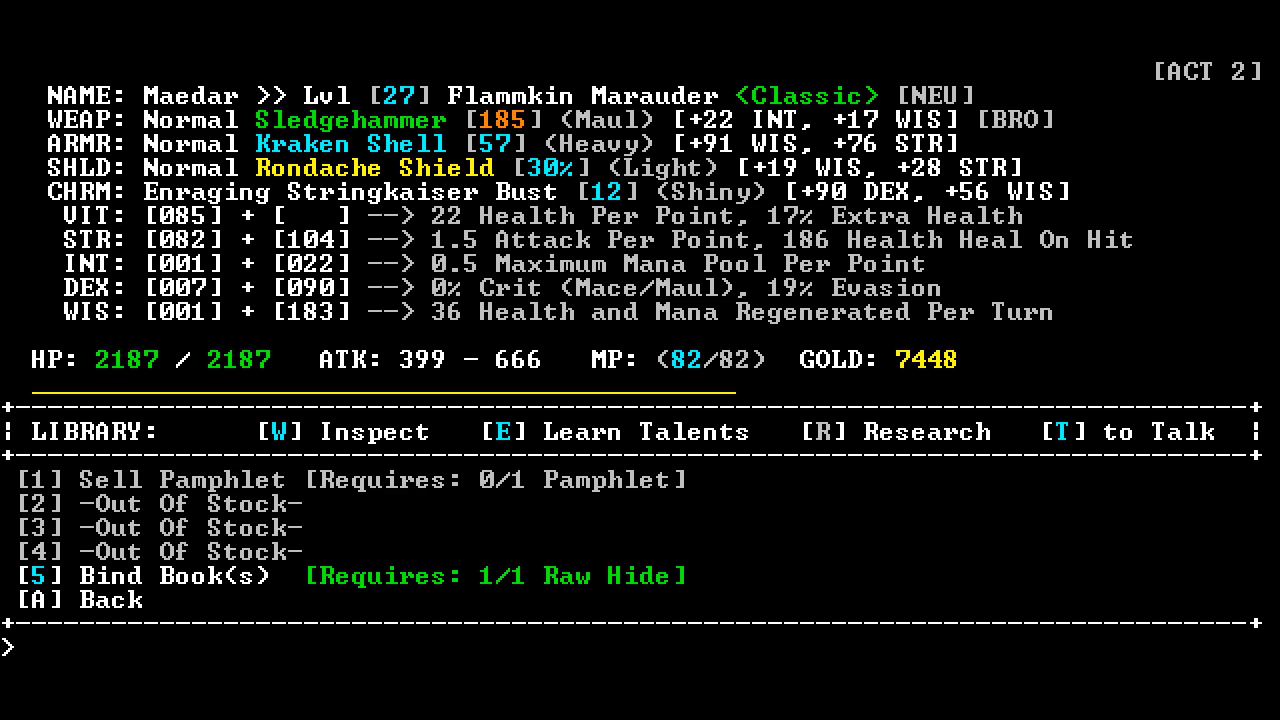 [ACT 2]
NAME: Maedar >> Lvl [27] Flammkin Marauder <Classic> [NEU]
WEAP: Normal Sledgehammer [185] (Maul) [+22 INT, +17 WIS] [BRO]
ARMR: Normal Kraken Shell [57] (Heavy) [+91 WIS, +76 STR]
SHLD: Normal Rondache Shield [30%] (Light) [+19 WIS, +28 STR]
CHRM: Enraging Stringkaiser Bust [12] (Shiny) [+90 DEX, +56 WIS]
VIT: [085] + [   ] --> 22 Health Per Point, 17% Extra Health
STR: [082] + [104] --> 1.5 Attack Per Point, 186 Health Heal On Hit
INT: [001] + [022] --> 0.5 Maximum Mana Pool Per Point
DEX: [007] + [090] --> 0% Crit (Mace/Maul), 19% Evasion
WIS: [001] + [183] --> 36 Health and Mana Regenerated Per Turn
HP: 2187 / 2187   ATK: 399 - 666   MP: (82/82)  GOLD: 7448
LIBRARY:      [W] Inspect   [E] Learn Talents   [R] Research   [T] to Talk
[1] Sell Pamphlet [Requires: 0/1 Pamphlet]
[2] -Out Of Stock-
[3] -Out Of Stock-
[4] -Out Of Stock-
[5] Bind Book(s)  [Requires: 1/1 Raw Hide]
[A] Back
>